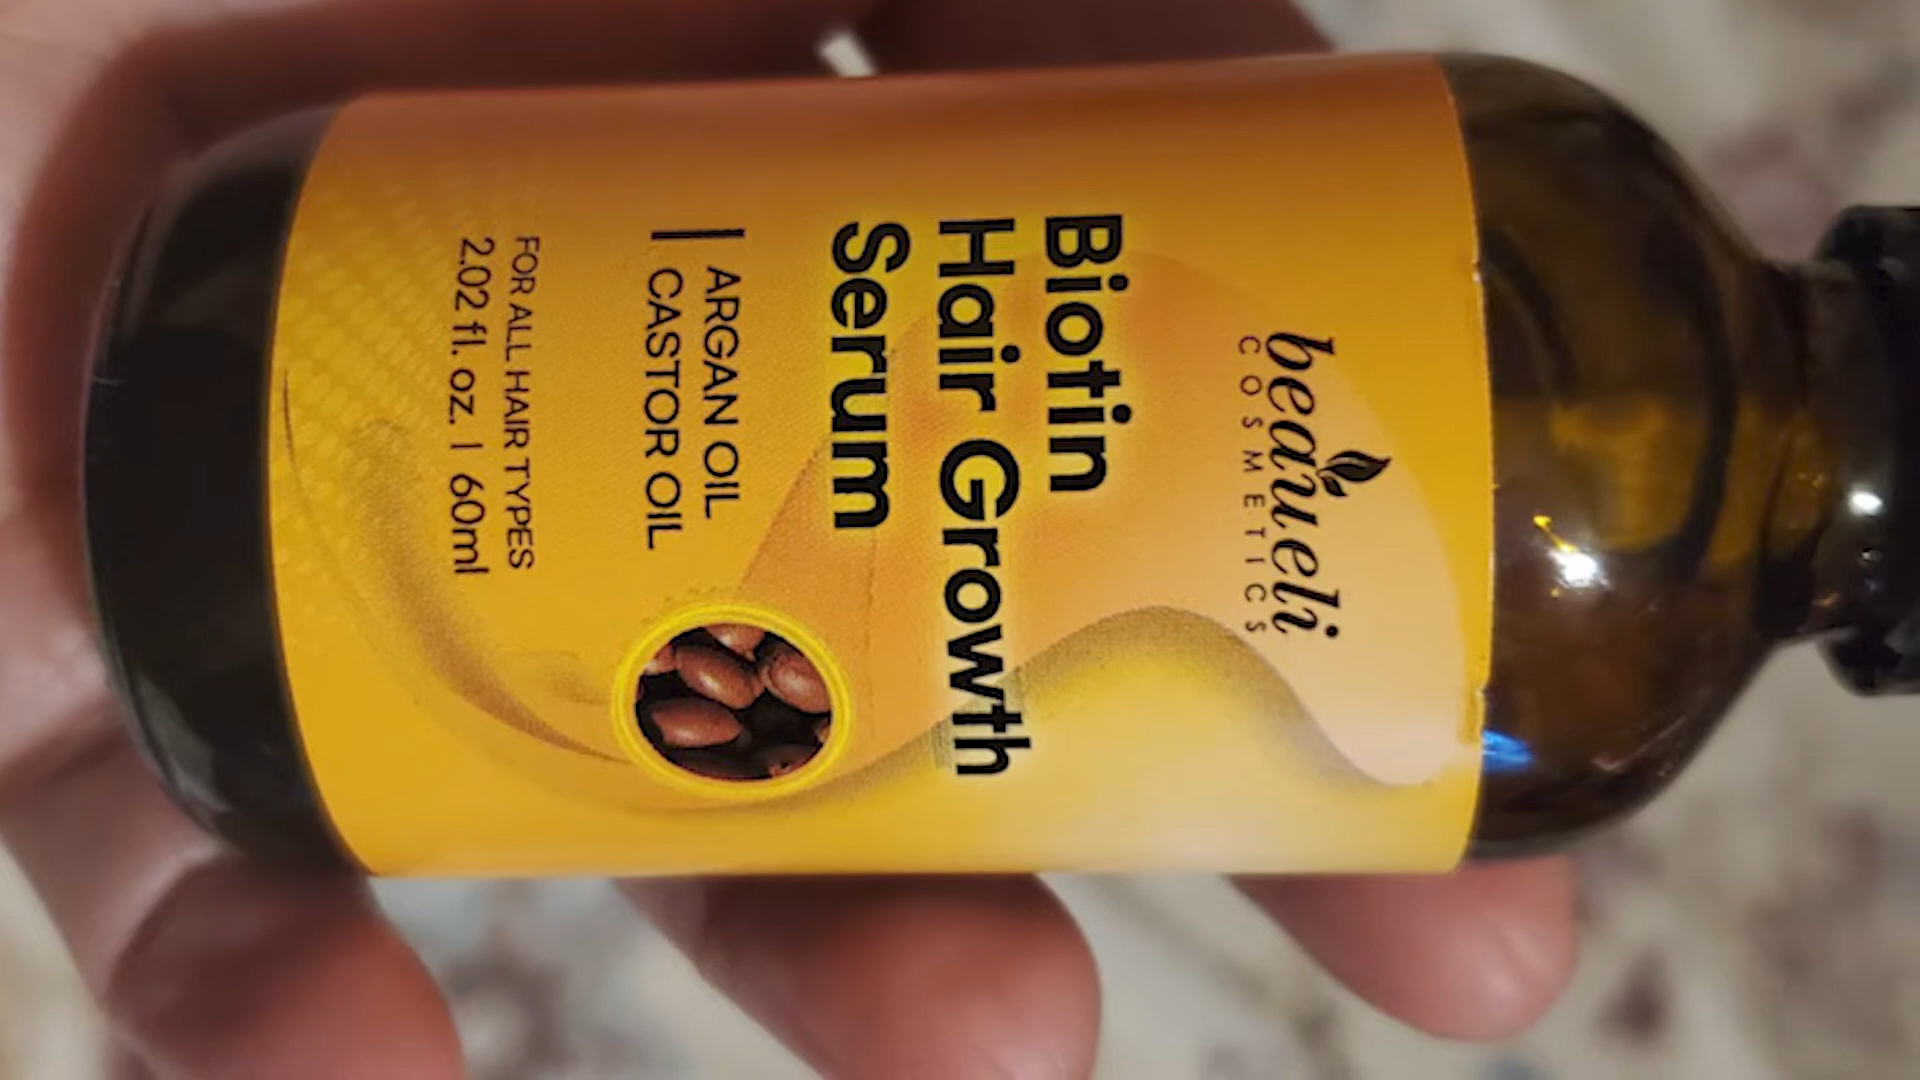 beaueli
COSMETICS
Biotin
Hair Growth
Serum
ARGAN OIL
CASTOR OIL
FOR ALL HAIR TYPES
2.02 fl. oz. | 60ml